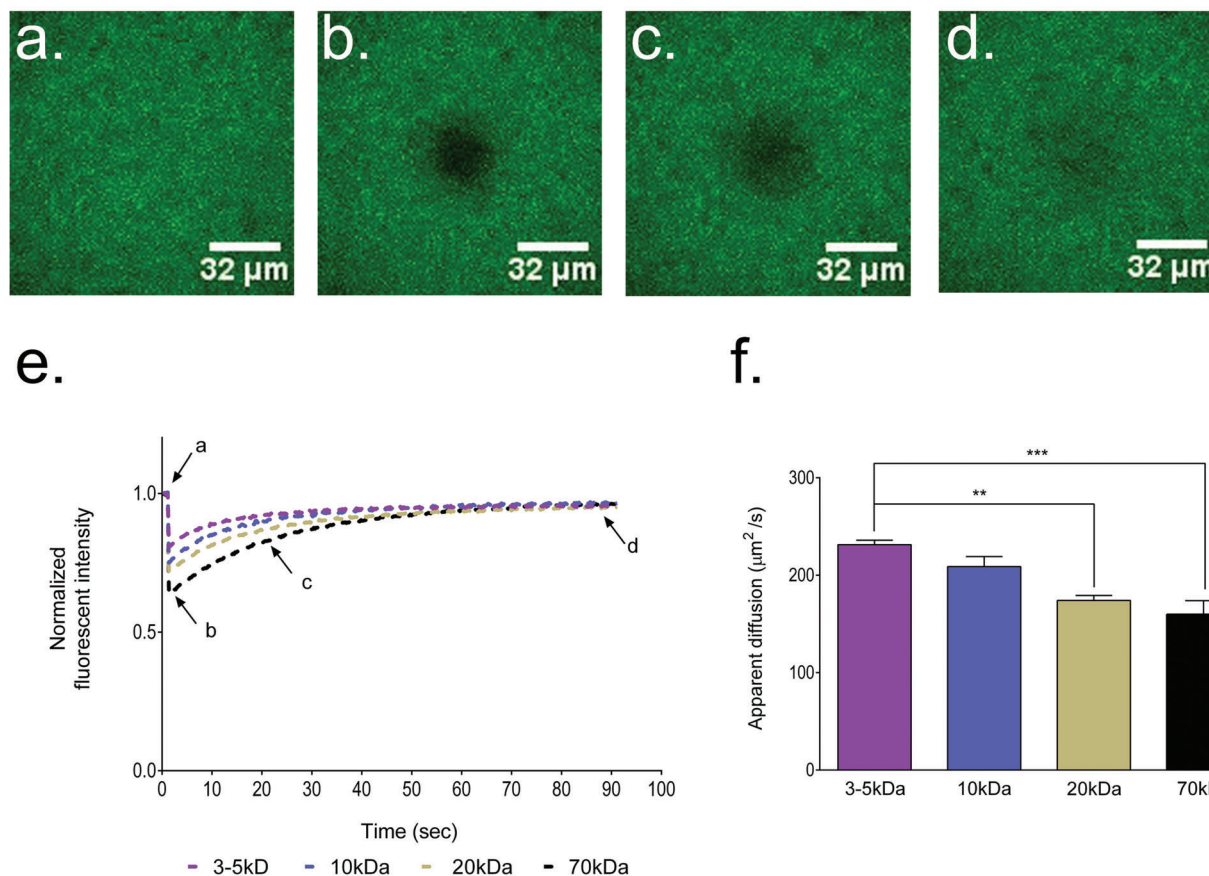 a.
b.
c.
d.
32 µm
32 µm
32 µm
32 µm
e.
f.
Normalized
fluorescent intensity
1.0
0.5
0.0
a
b
c
d
0 10 20 30 40 50 60 70 80 90 100
Time (sec)
3-5kD 10kDa 20kDa 70kDa
Apparent diffusion (µm²/s)
300
200
100
0
***
**
3-5kDa 10kDa 20kDa